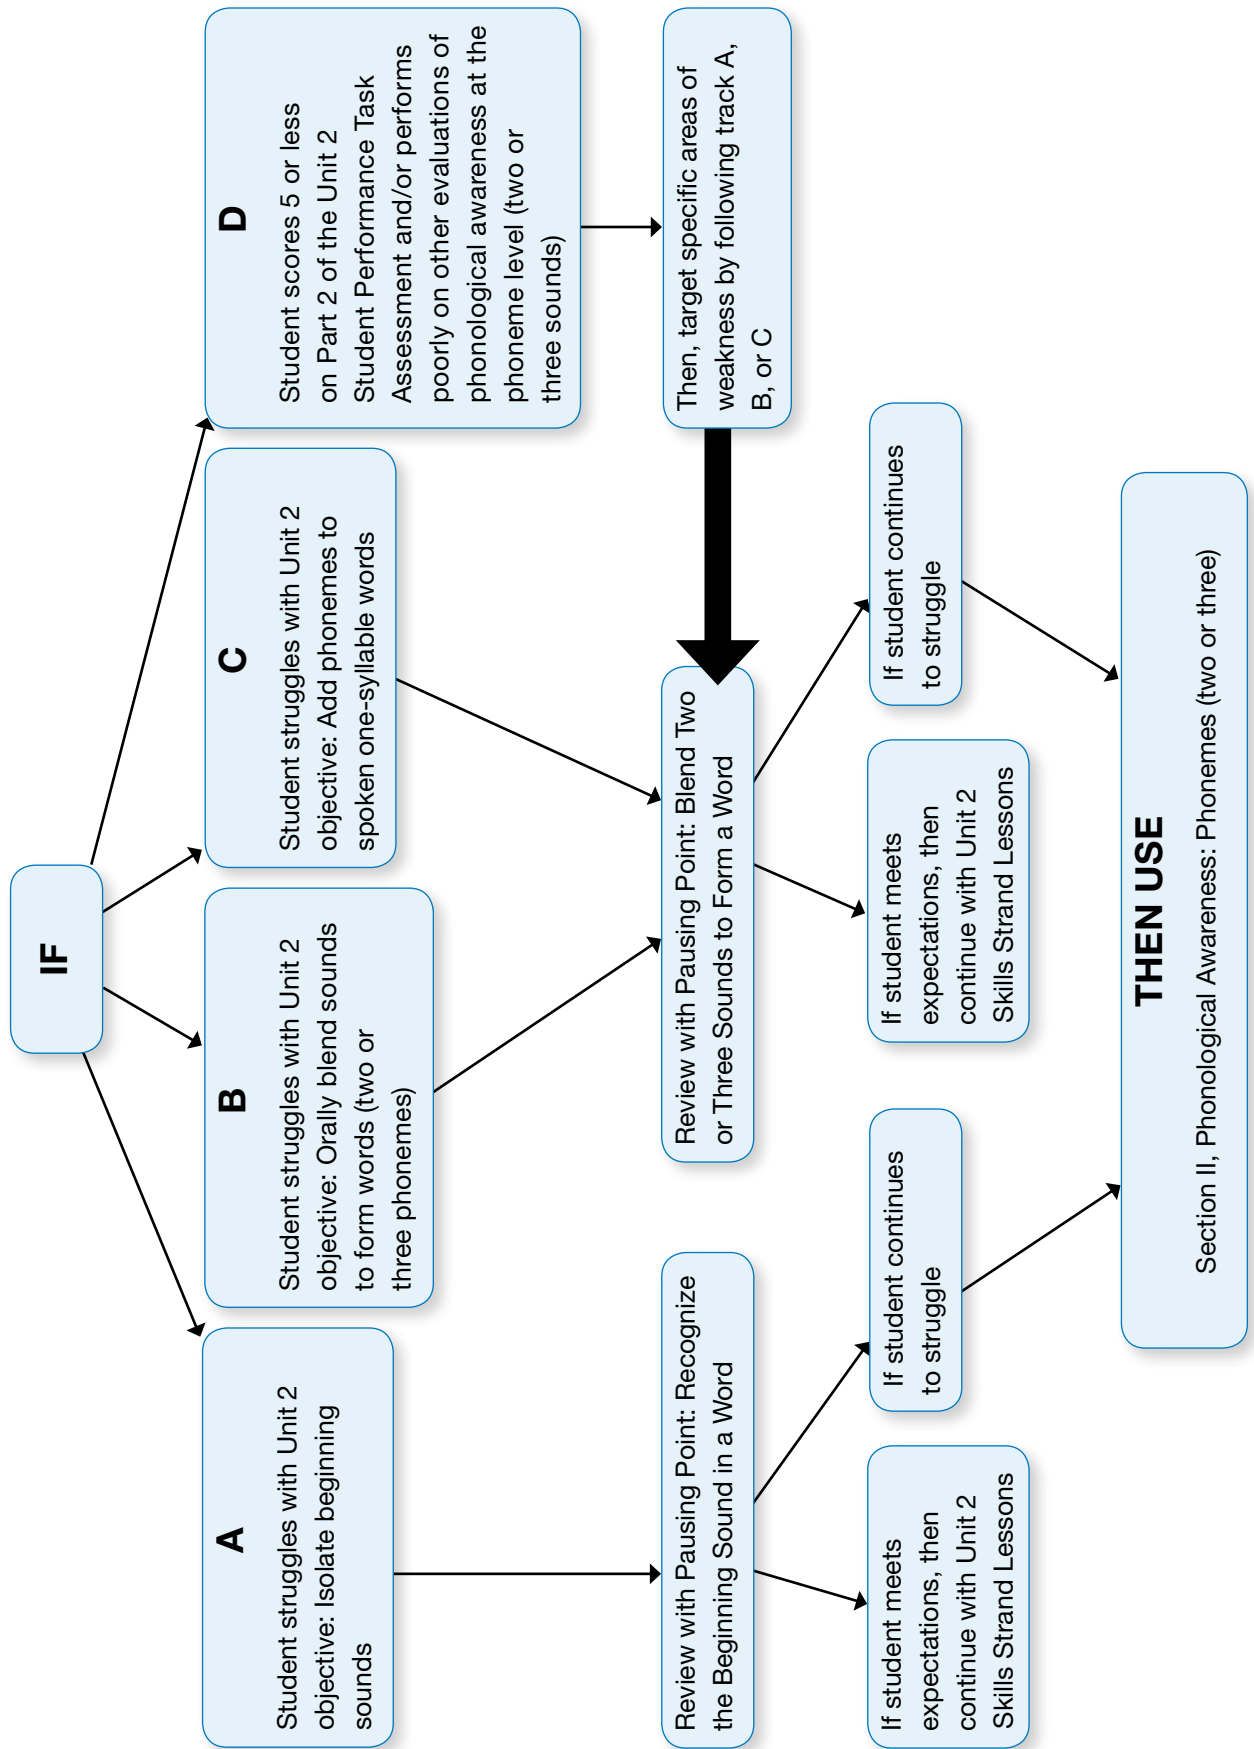 IF
A
Student struggles with Unit 2
objective: Isolate beginning
sounds
B
Student struggles with Unit 2
objective: Orally blend sounds
to form words (two or
three phonemes)
C
Student struggles with Unit 2
objective: Add phonemes to
spoken one-syllable words
D
Student scores 5 or less
on Part 2 of the Unit 2
Student Performance Task
Assessment and/or performs
poorly on other evaluations of
phonological awareness at the
phoneme level (two or
three sounds)
Review with Pausing Point: Recognize
the Beginning Sound in a Word
Review with Pausing Point: Blend Two
or Three Sounds to Form a Word
Then, target specific areas of
weakness by following track A,
B, or C
If student meets
expectations, then
continue with Unit 2
Skills Strand Lessons
If student continues
to struggle
If student meets
expectations, then
continue with Unit 2
Skills Strand Lessons
If student continues
to struggle
THEN USE
Section II, Phonological Awareness: Phonemes (two or three)